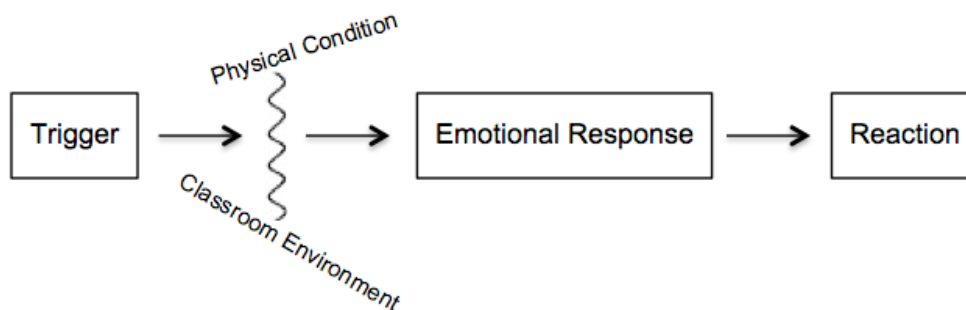 Physical Condition
Trigger
Emotional Response
Reaction
Classroom Environment